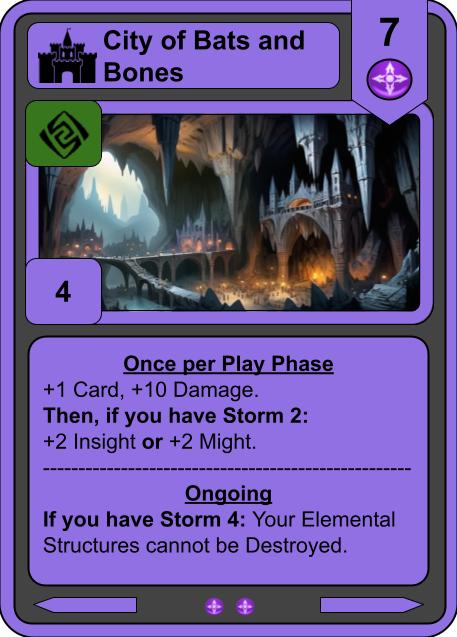 City of Bats and
Bones
7
4
Once per Play Phase
+1 Card, +10 Damage.
Then, if you have Storm 2:
+2 Insight or +2 Might.
Ongoing
If you have Storm 4: Your Elemental
Structures cannot be Destroyed.